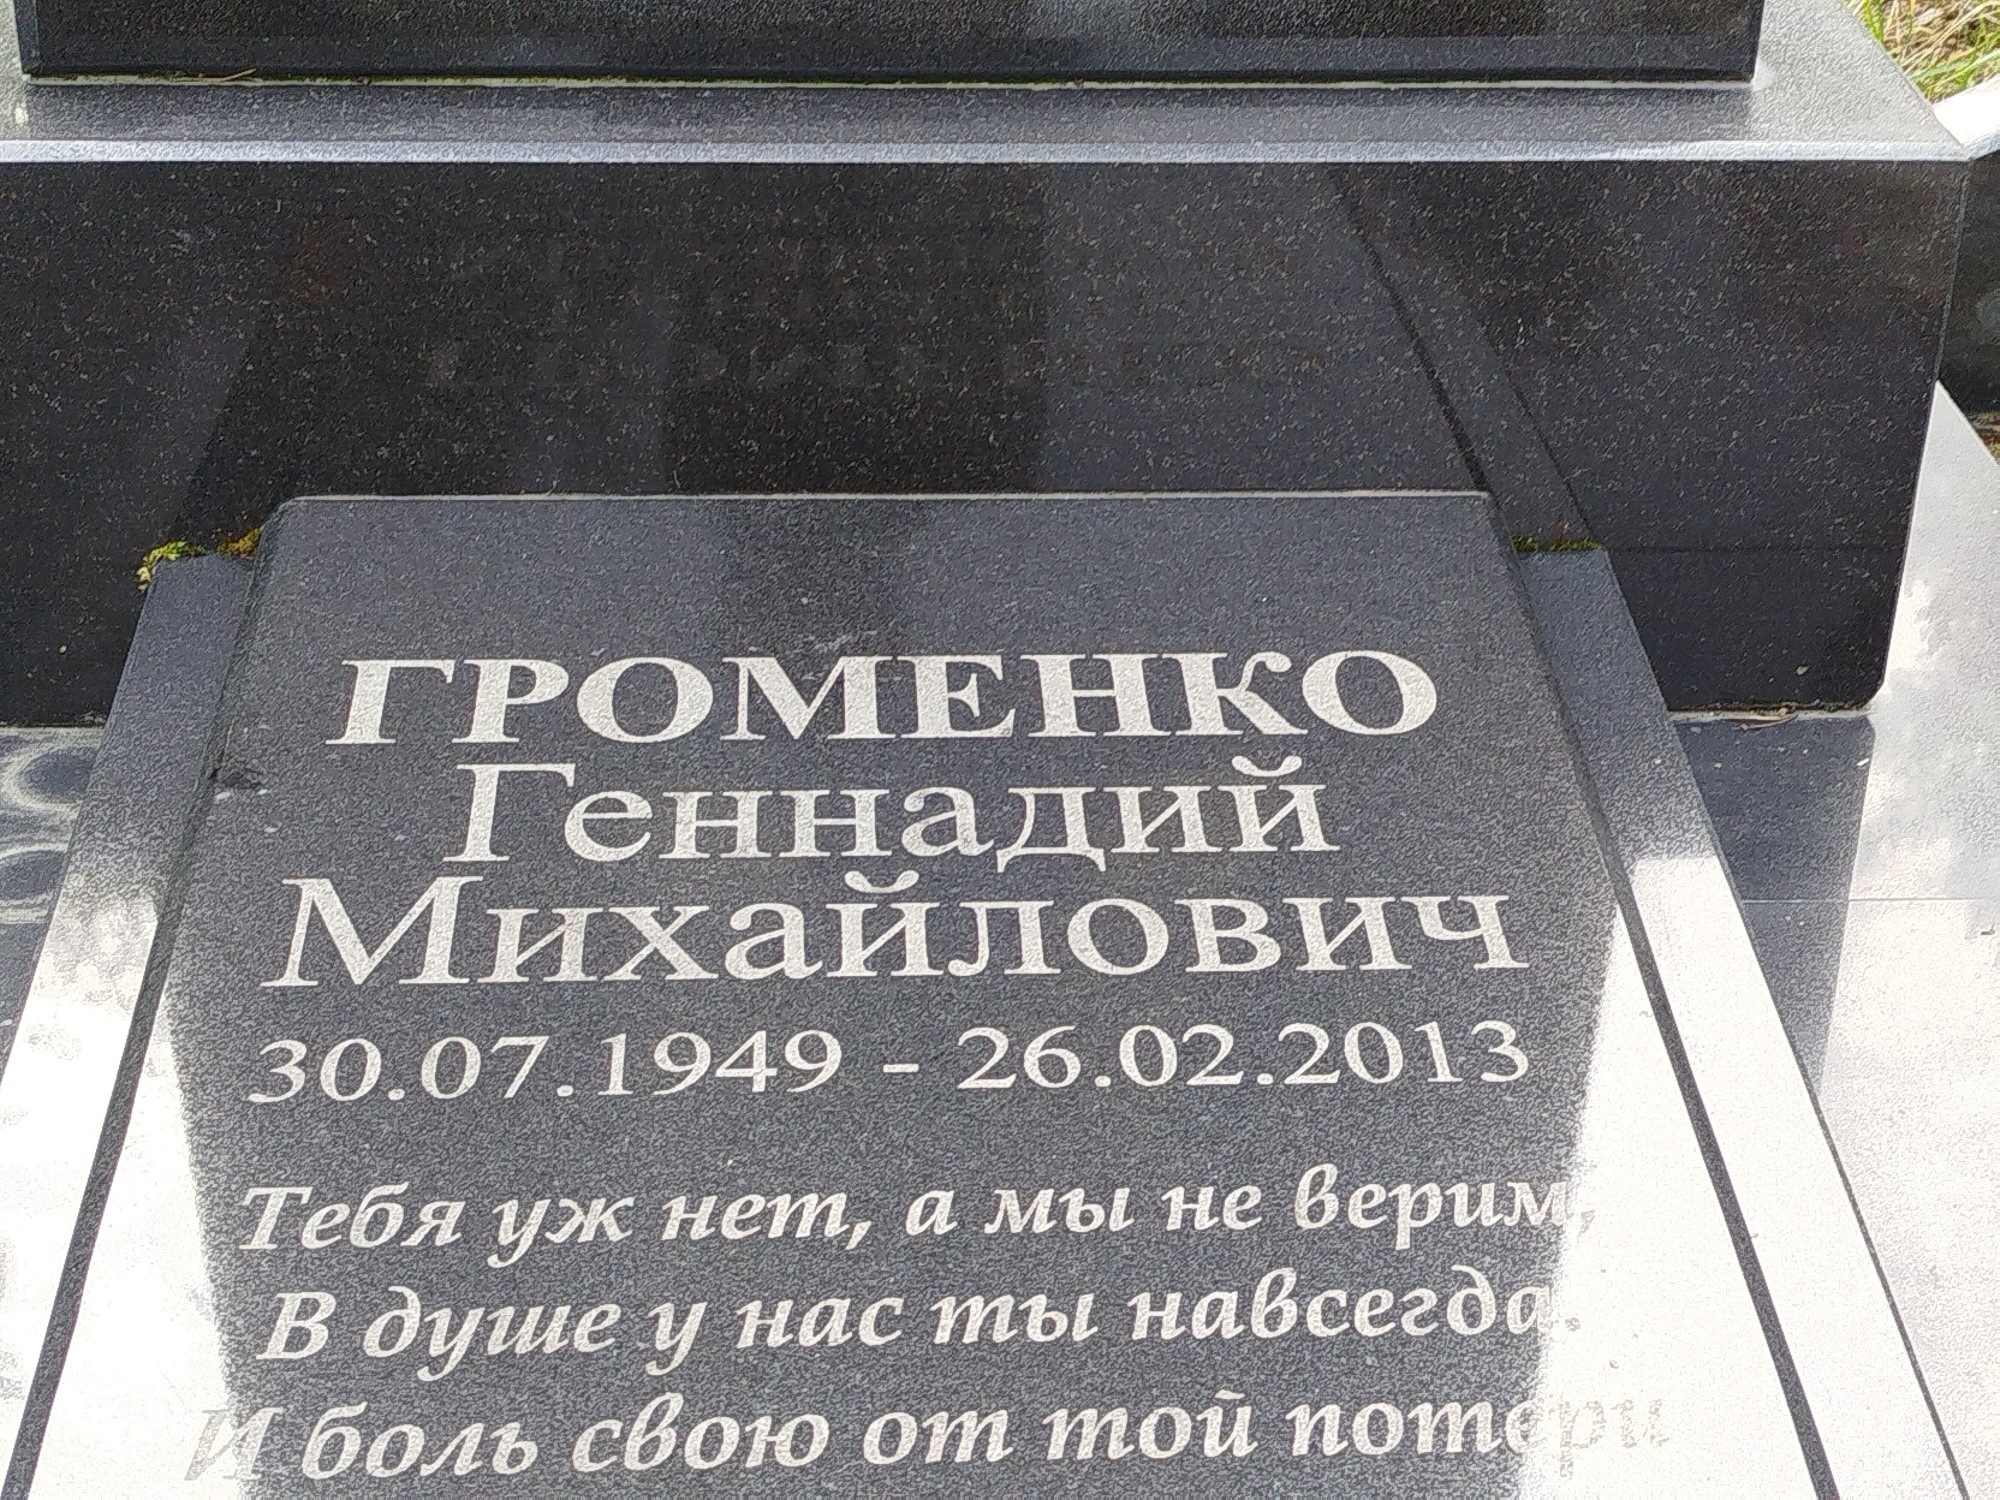 ГРОМЕНКО
Геннадий
Михайлович
30.07.1949 - 26.02.2013
Тебя уж нет, а мы не верим,
В душе у нас ты навсегда.
И боль свою от той потери